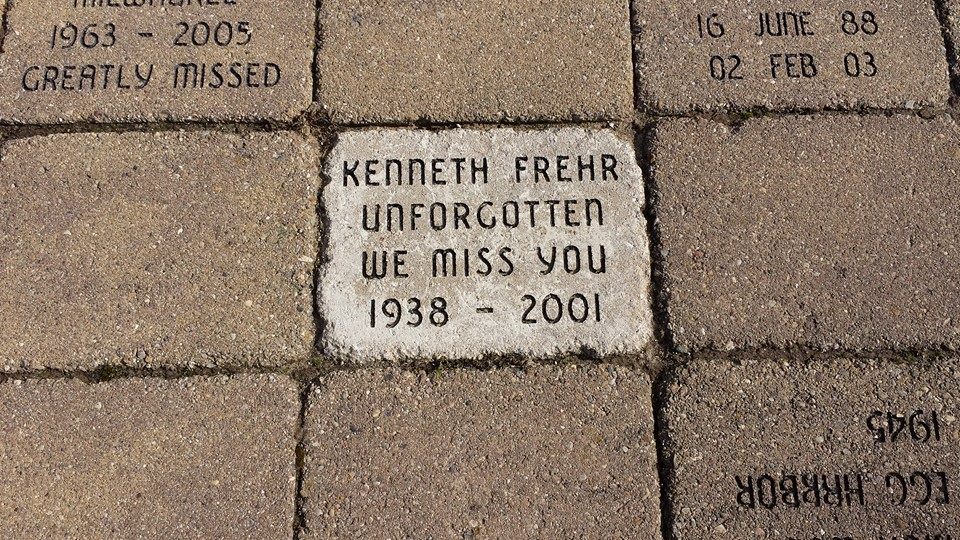 MILWAUKEE
1963 - 2005
GREATLY MISSED
16 JUNE 88
02 FEB 03
KENNETH FREHR
UNFORGOTTEN
WE MISS YOU
1938 - 2001
EGG HARBOR
1945